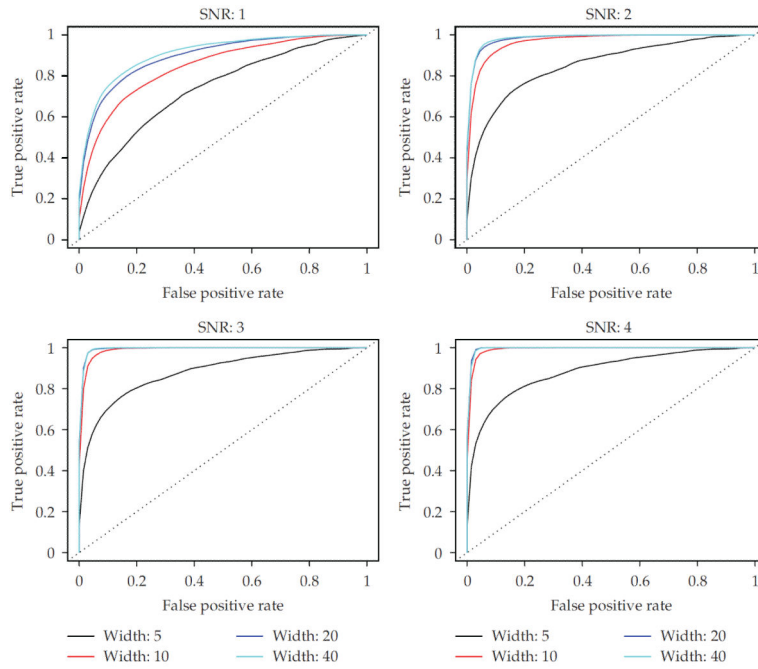 SNR: 1
True positive rate
1
0.8
0.6
0.4
0.2
0
0 0.2 0.4 0.6 0.8 1
False positive rate
SNR: 2
True positive rate
1
0.8
0.6
0.4
0.2
0
0 0.2 0.4 0.6 0.8 1
False positive rate
SNR: 3
True positive rate
1
0.8
0.6
0.4
0.2
0
0 0.2 0.4 0.6 0.8 1
False positive rate
SNR: 4
True positive rate
1
0.8
0.6
0.4
0.2
0
0 0.2 0.4 0.6 0.8 1
False positive rate
Width: 5 Width: 20
Width: 10 Width: 40
Width: 5 Width: 20
Width: 10 Width: 40